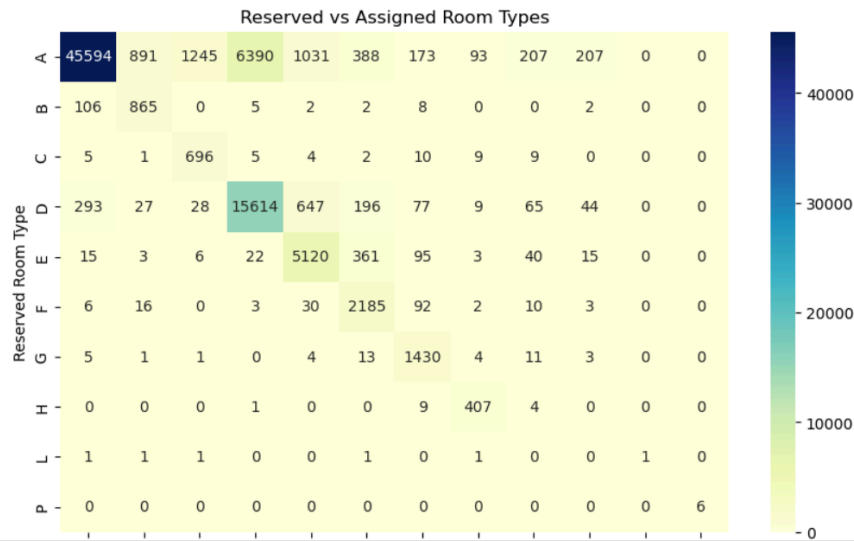 Reserved vs Assigned Room Types
A 45594 891 1245 6390 1031 388 173 93 207 207 0 0
B 106 865 0 5 2 2 8 0 0 2 0 0
C 5 1 696 5 4 2 10 9 9 0 0 0
D 293 27 28 15614 647 196 77 9 65 44 0 0
E 15 3 6 22 5120 361 95 3 40 15 0 0
F 6 16 0 3 30 2185 92 2 10 3 0 0
G 5 1 1 0 4 13 1430 4 11 3 0 0
H 0 0 0 1 0 0 9 407 4 0 0 0
L 1 1 1 0 0 1 0 1 0 0 1 0
P 0 0 0 0 0 0 0 0 0 0 0 6
Reserved Room Type
40000
30000
20000
10000
0